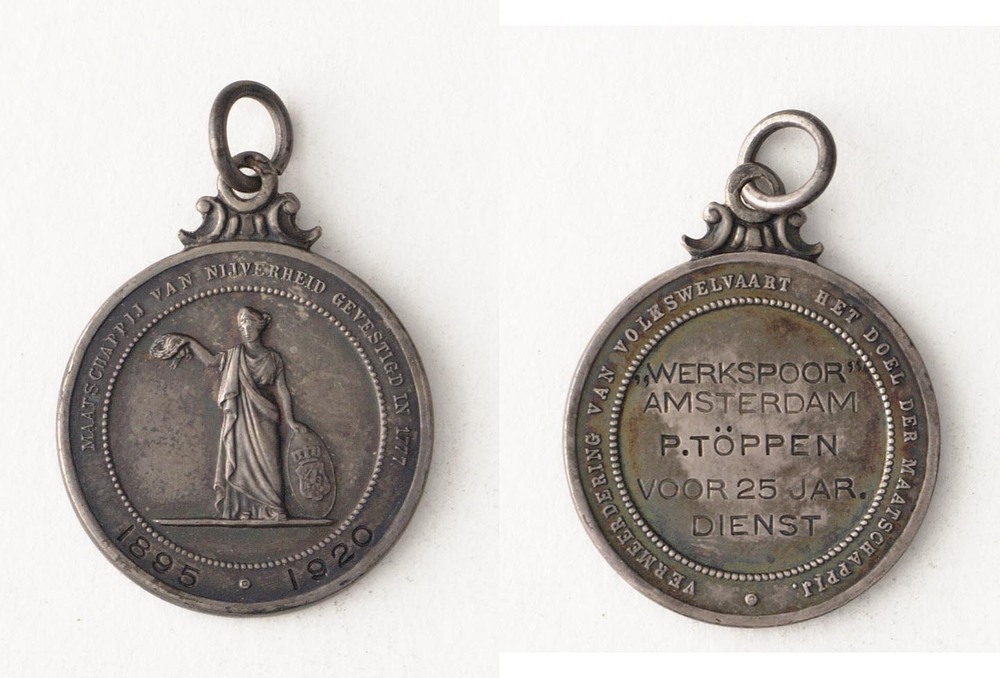 MAATSCHAPPIJ VAN NIJVERHEID GEVESTIGD IN 1777
1895 1920
VERMEERDERING VAN VOLKSWELVAART HET DOEL DER MAATSCHAPPIJ.
„WERKSPOOR"
AMSTERDAM
P.TÖPPEN
VOOR 25 JAR.
DIENST